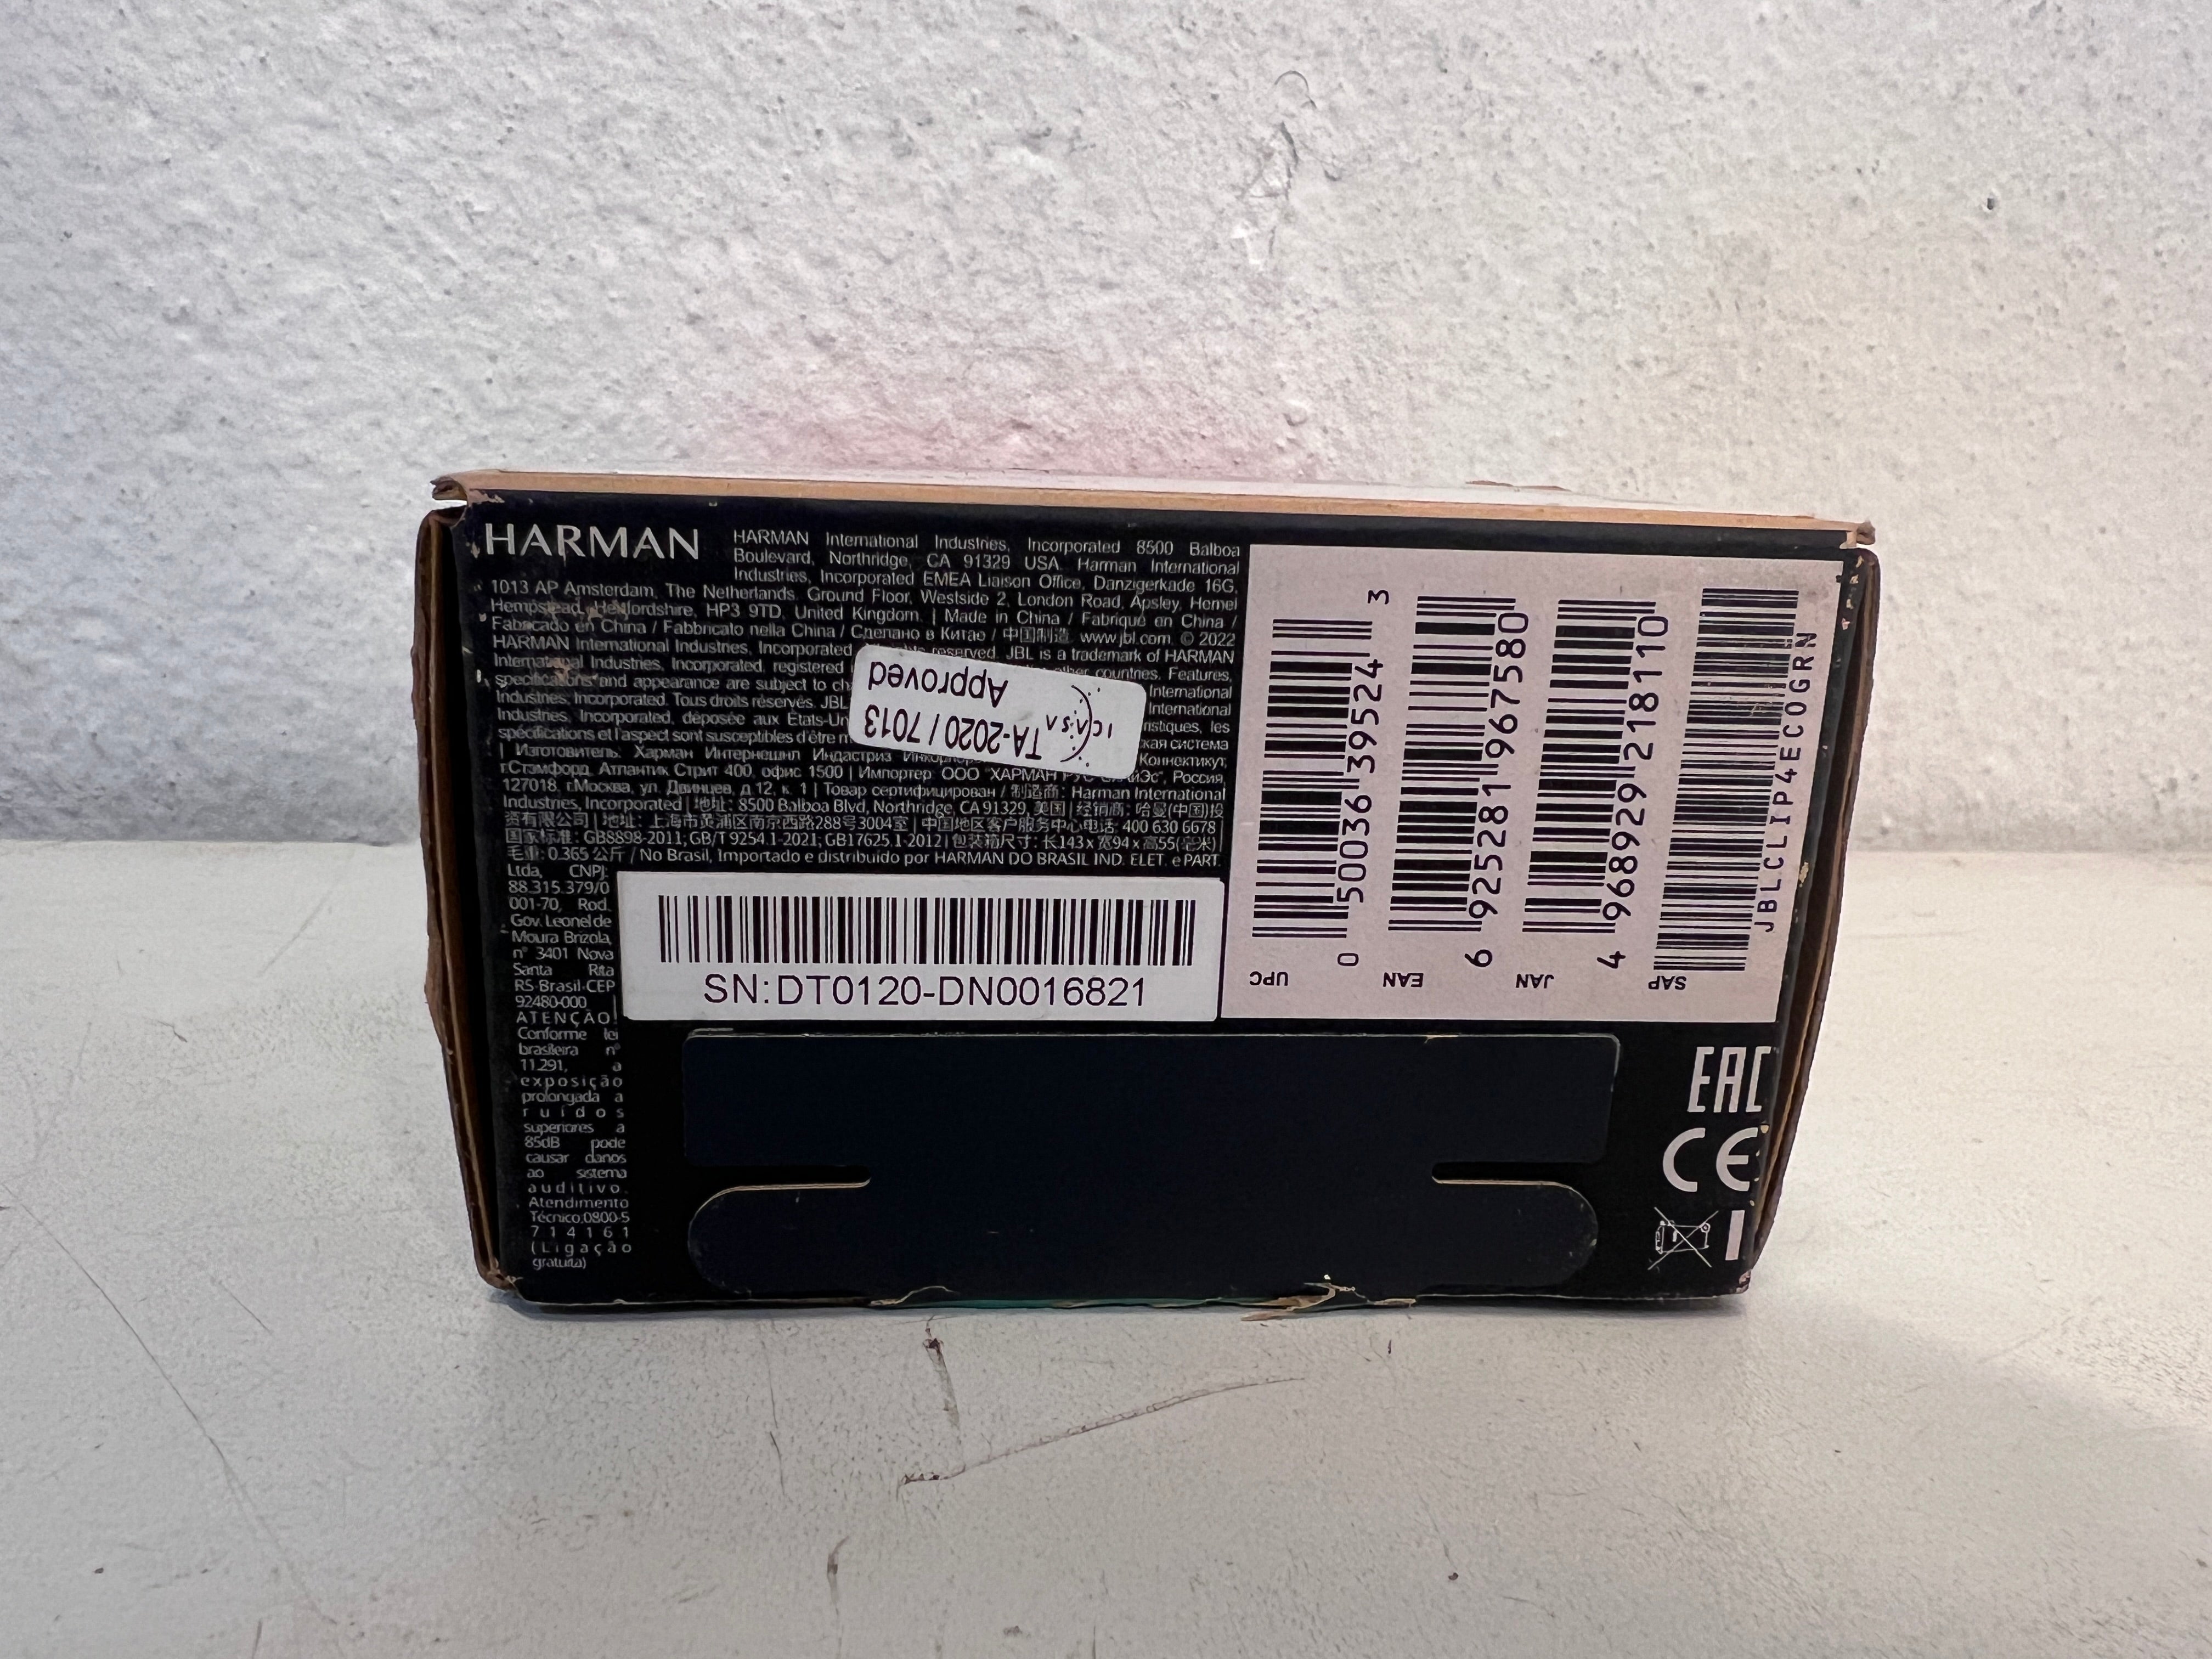 HARMAN
HARMAN International Industries, Incorporated 8500 Balboa
Boulevard, Northridge, CA 91329 USA. Harman International
Industries, Incorporated EMEA Liaison Office, Danzigerkade 16G,
1013 AP Amsterdam, The Netherlands. Ground Floor, Westside 2, London Road, Apsley, Hemel
Hempstead, Hertfordshire, HP3 9TD, United Kingdom. | Made in China / Fabriqué en Chine /
Fabricado en China / Fabbricato nella China / Сделано в Китае / 中国制造 www.jbl.com © 2022
HARMAN International Industries, Incorporated. reserved. JBL is a trademark of HARMAN
International Industries, Incorporated, registered other countries. Features,
specifications and appearance are subject to International
Industries, Incorporated. Tous droits réservés. JBL International
Industries, Incorporated, déposée aux les
spécifications et l'aspect sont susceptibles d'être система
| Изготовитель: Харман Интернешнл Индастриз Коннектикут,
г.Стэмфорд, Атлантик Стрит 400, офис 1500 | Импортер: ООО "ХАРМАН Россия,
127018, г.Москва, ул. Двинцев, д.12, к. 1 | Товар сертифицирован / 制造商: Harman International
Industries, Incorporated | 地址: 8500 Balboa Blvd, Northridge, CA 91329, 美国 | 经销商: 哈曼(中国)投
资有限公司 | 地址: 上海市黄浦区南京西路288号3004室 | 中国地区客户服务中心电话: 400 630 6678 |
国家标准: GB8898-2011; GB/T 9254.1-2021; GB17625.1-2012 | 包装箱尺寸: 长143 x 宽94 x 高55(毫米) |
毛重: 0.365 公斤 / No Brasil, Importado e distribuído por HARMAN DO BRASIL IND. ELET. e PART.
Ltda, CNPJ:
88.315.379/0
001-70, Rod.
Gov. Leonel de
Moura Brizola,
n° 3401 Nova
Santa Rita
RS-Brasil-CEP
92480-000 |
ATENÇÃO!
Conforme lei
brasileira n°
11.291, a
exposição
prolongada a
ruídos
superiores a
85dB pode
causar danos
ao sistema
auditivo.
Atendimento
Técnico:0800-5
714161
(Ligação
gratuita)
ICASA
TA-2020/7013
Approved
SN:DT0120-DN0016821
UPC
0 50036 39524 3
EAN
6 925281 967580
JAN
4 968929 218110
SAP
JBLCLIP4ECOGRN
EAC
CE